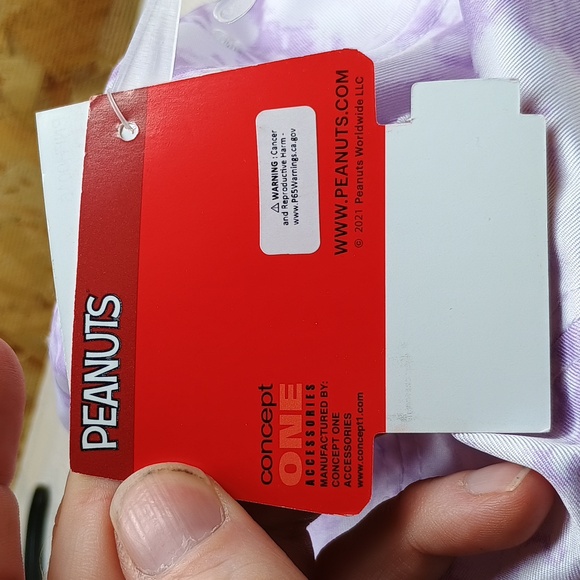 PEANUTS
⚠ WARNING : Cancer
and Reproductive Harm -
www.P65Warnings.ca.gov
WWW.PEANUTS.COM
© 2021 Peanuts Worldwide LLC
concept
ONE
ACCESSORIES
MANUFACTURED BY:
CONCEPT ONE
ACCESSORIES
www.concept1.com